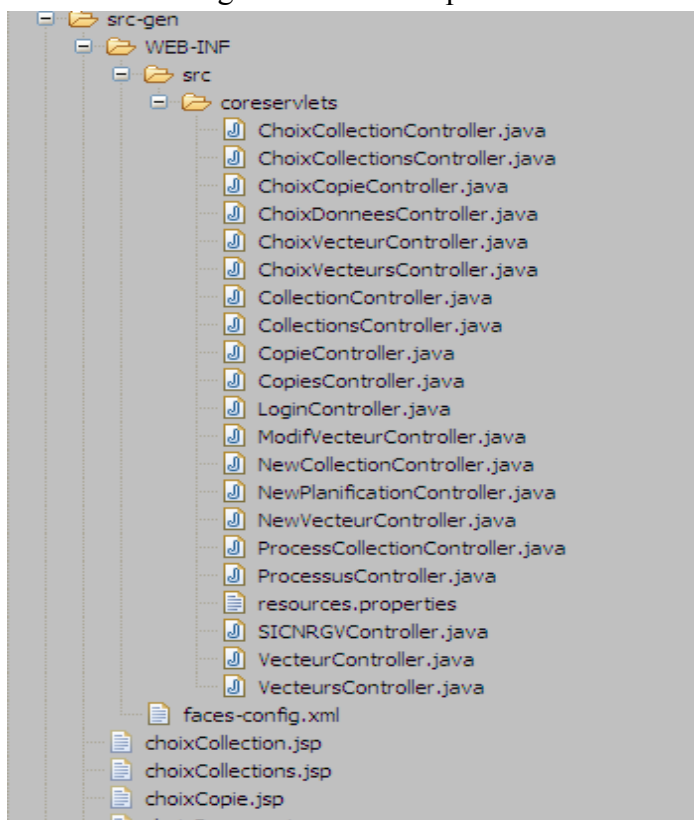 src-gen
WEB-INF
src
coreservlets
ChoixCollectionController.java
ChoixCollectionsController.java
ChoixCopieController.java
ChoixDonneesController.java
ChoixVecteurController.java
ChoixVecteursController.java
CollectionController.java
CollectionsController.java
CopieController.java
CopiesController.java
LoginController.java
ModifVecteurController.java
NewCollectionController.java
NewPlanificationController.java
NewVecteurController.java
ProcessCollectionController.java
ProcessusController.java
resources.properties
SICNRGVController.java
VecteurController.java
VecteursController.java
faces-config.xml
choixCollection.jsp
choixCollections.jsp
choixCopie.jsp